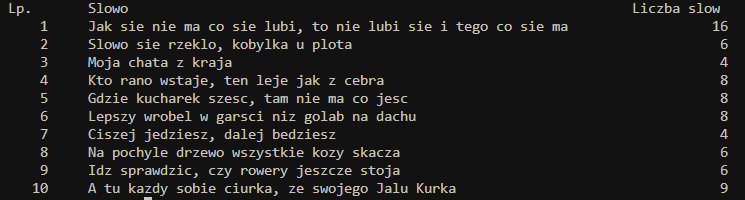 Lp. Slowo Liczba slow
1 Jak sie nie ma co sie lubi, to nie lubi sie i tego co sie ma 16
2 Slowo sie rzeklo, kobylka u plota 6
3 Moja chata z kraja 4
4 Kto rano wstaje, ten leje jak z cebra 8
5 Gdzie kucharek szesc, tam nie ma co jesc 8
6 Lepszy wrobel w garsci niz golab na dachu 8
7 Ciszej jedziesz, dalej bedziesz 4
8 Na pochyle drzewo wszystkie kozy skacza 6
9 Idz sprawdzic, czy rowery jeszcze stoja 6
10 A tu kazdy sobie ciurka, ze swojego Jalu Kurka 9